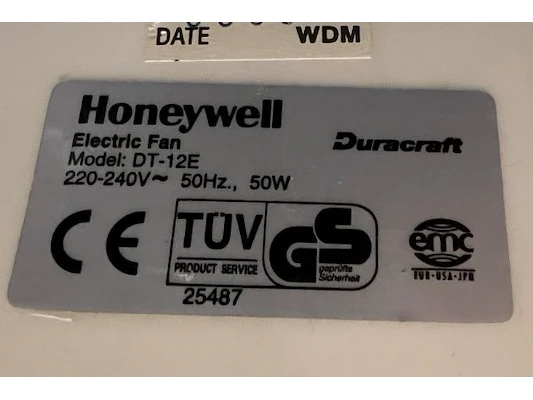 DATE WDM
Honeywell
Electric Fan
Duracraft
Model: DT-12E
220-240V~ 50Hz., 50W
CE
TÜV
PRODUCT SERVICE
GS
geprüfte
Sicherheit
emc
EUR-USA-JPN
25487